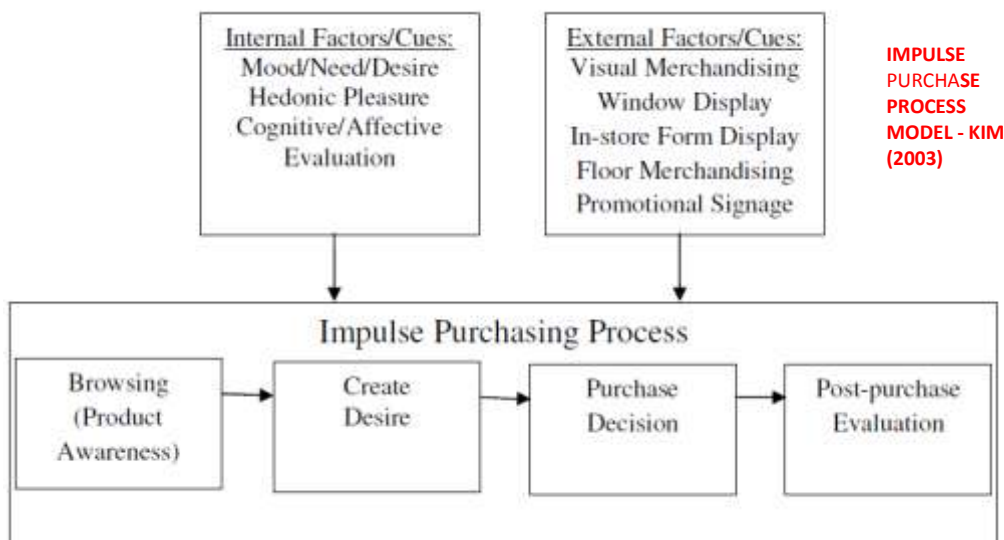 Internal Factors/Cues:
Mood/Need/Desire
Hedonic Pleasure
Cognitive/Affective
Evaluation
External Factors/Cues:
Visual Merchandising
Window Display
In-store Form Display
Floor Merchandising
Promotional Signage
IMPULSE
PURCHASE
PROCESS
MODEL - KIM
(2003)
Impulse Purchasing Process
Browsing
(Product
Awareness)
Create
Desire
Purchase
Decision
Post-purchase
Evaluation